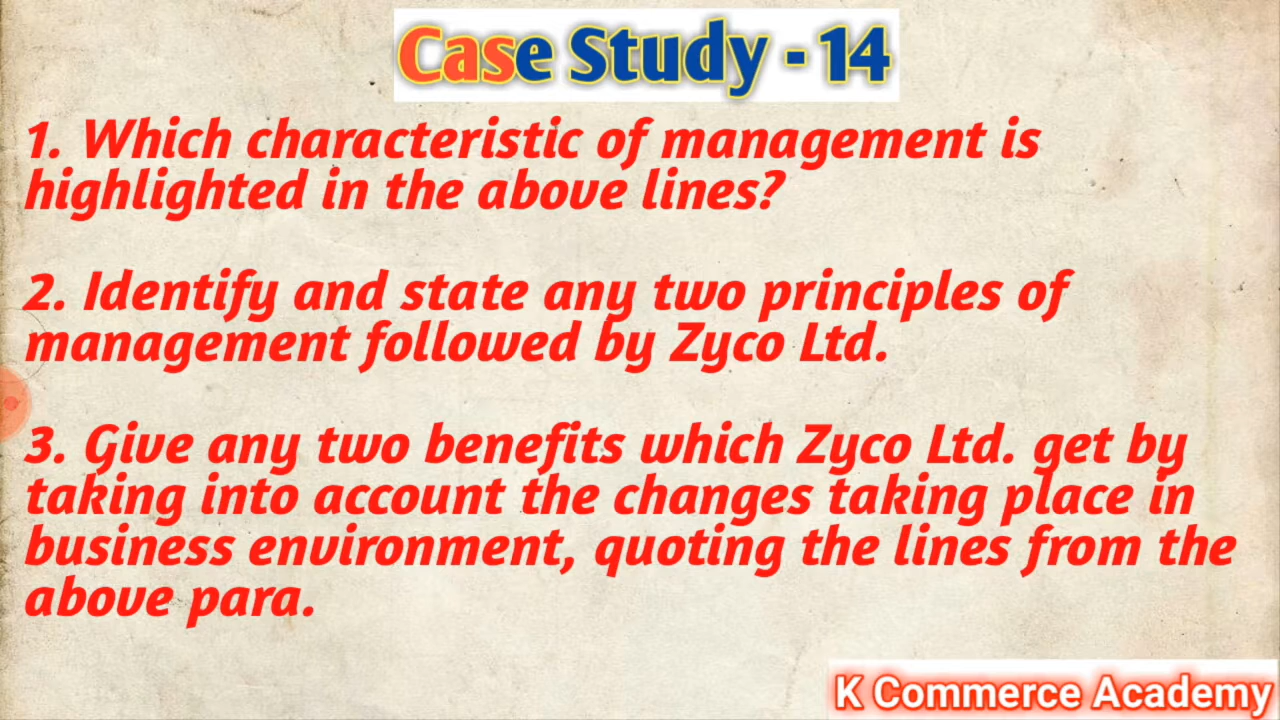 Case Study - 14
1. Which characteristic of management is
highlighted in the above lines?
2. Identify and state any two principles of
management followed by Zyco Ltd.
3. Give any two benefits which Zyco Ltd. get by
taking into account the changes taking place in
business environment, quoting the lines from the
above para.
K Commerce Academy